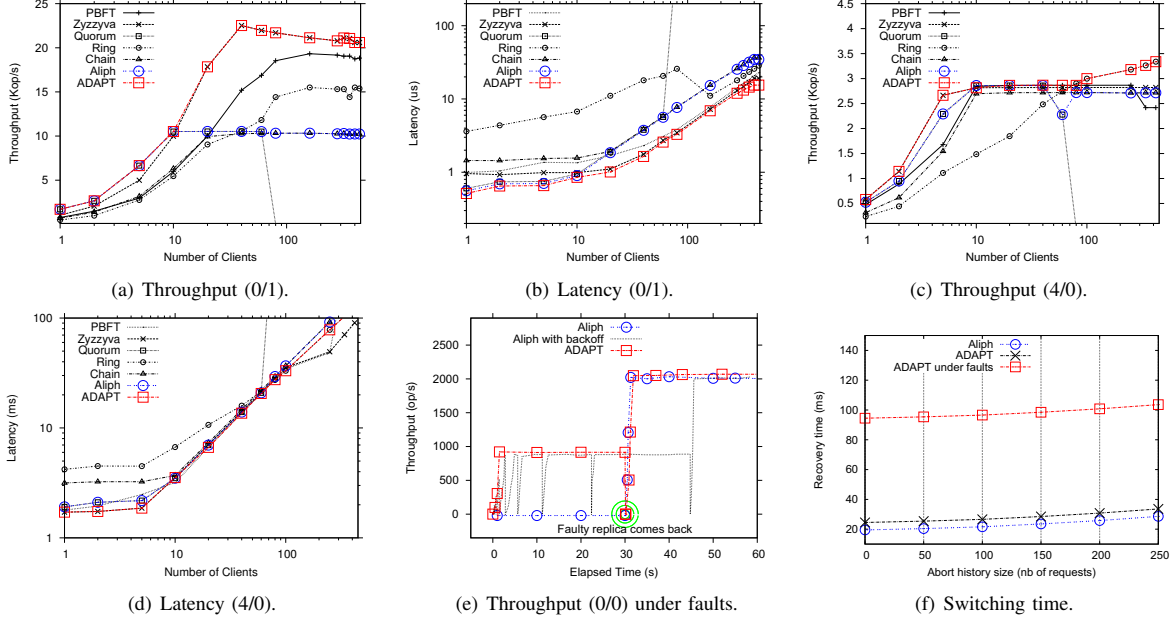 25
20
15
10
5
Throughput (Kop/s)
PBFT
Zyzzyva
Quorum
Ring
Chain
Aliph
ADAPT
1
10
100
Number of Clients
(a) Throughput (0/1).
100
10
1
Latency (us)
PBFT
Zyzzyva
Quorum
Ring
Chain
Aliph
ADAPT
1
10
100
Number of Clients
(b) Latency (0/1).
4.5
4
3.5
3
2.5
2
1.5
1
0.5
Throughput (Kop/s)
PBFT
Zyzzyva
Quorum
Ring
Chain
Aliph
ADAPT
1
10
100
Number of Clients
(c) Throughput (4/0).
100
10
1
Latency (ms)
PBFT
Zyzzyva
Quorum
Ring
Chain
Aliph
ADAPT
1
10
100
Number of Clients
(d) Latency (4/0).
2500
2000
1500
1000
500
0
Throughput (op/s)
Aliph
Aliph with backoff
ADAPT
Faulty replica comes back
0
10
20
30
40
50
60
Elapsed Time (s)
(e) Throughput (0/0) under faults.
140
120
100
80
60
40
20
Recovery time (ms)
Aliph
ADAPT
ADAPT under faults
0
50
100
150
200
250
Abort history size (nb of requests)
(f) Switching time.